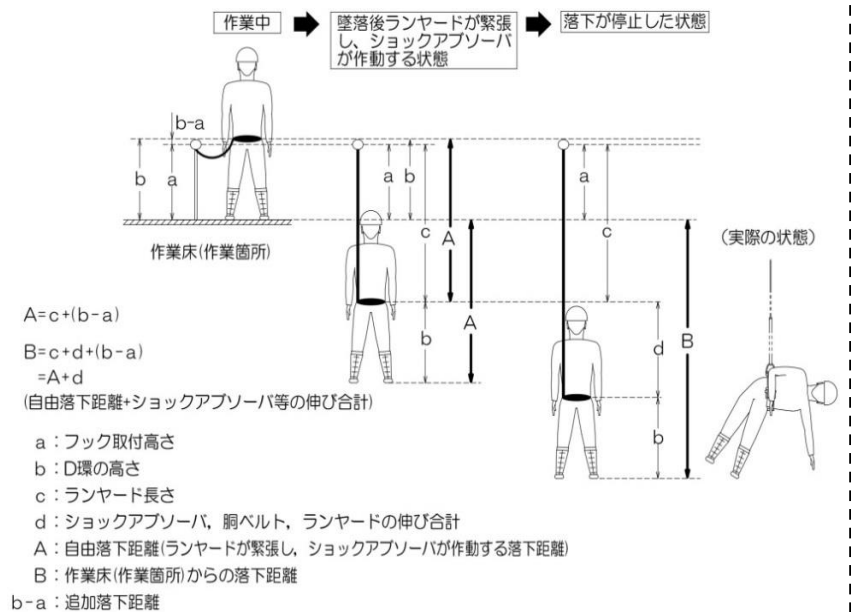 作業中
墜落後ランヤードが緊張
し、ショックアブソーバ
が作動する状態
落下が停止した状態
b-a
b
a
a
b
c
A
A
b
a
c
d
b
B
作業床(作業箇所)
(実際の状態)
A=c+(b-a)
B=c+d+(b-a)
=A+d
(自由落下距離+ショックアブソーバ等の伸び合計)
a：フック取付高さ
b：D環の高さ
c：ランヤード長さ
d：ショックアブソーバ，胴ベルト，ランヤードの伸び合計
A：自由落下距離(ランヤードが緊張し，ショックアブソーバが作動する落下距離)
B：作業床(作業箇所)からの落下距離
b-a：追加落下距離